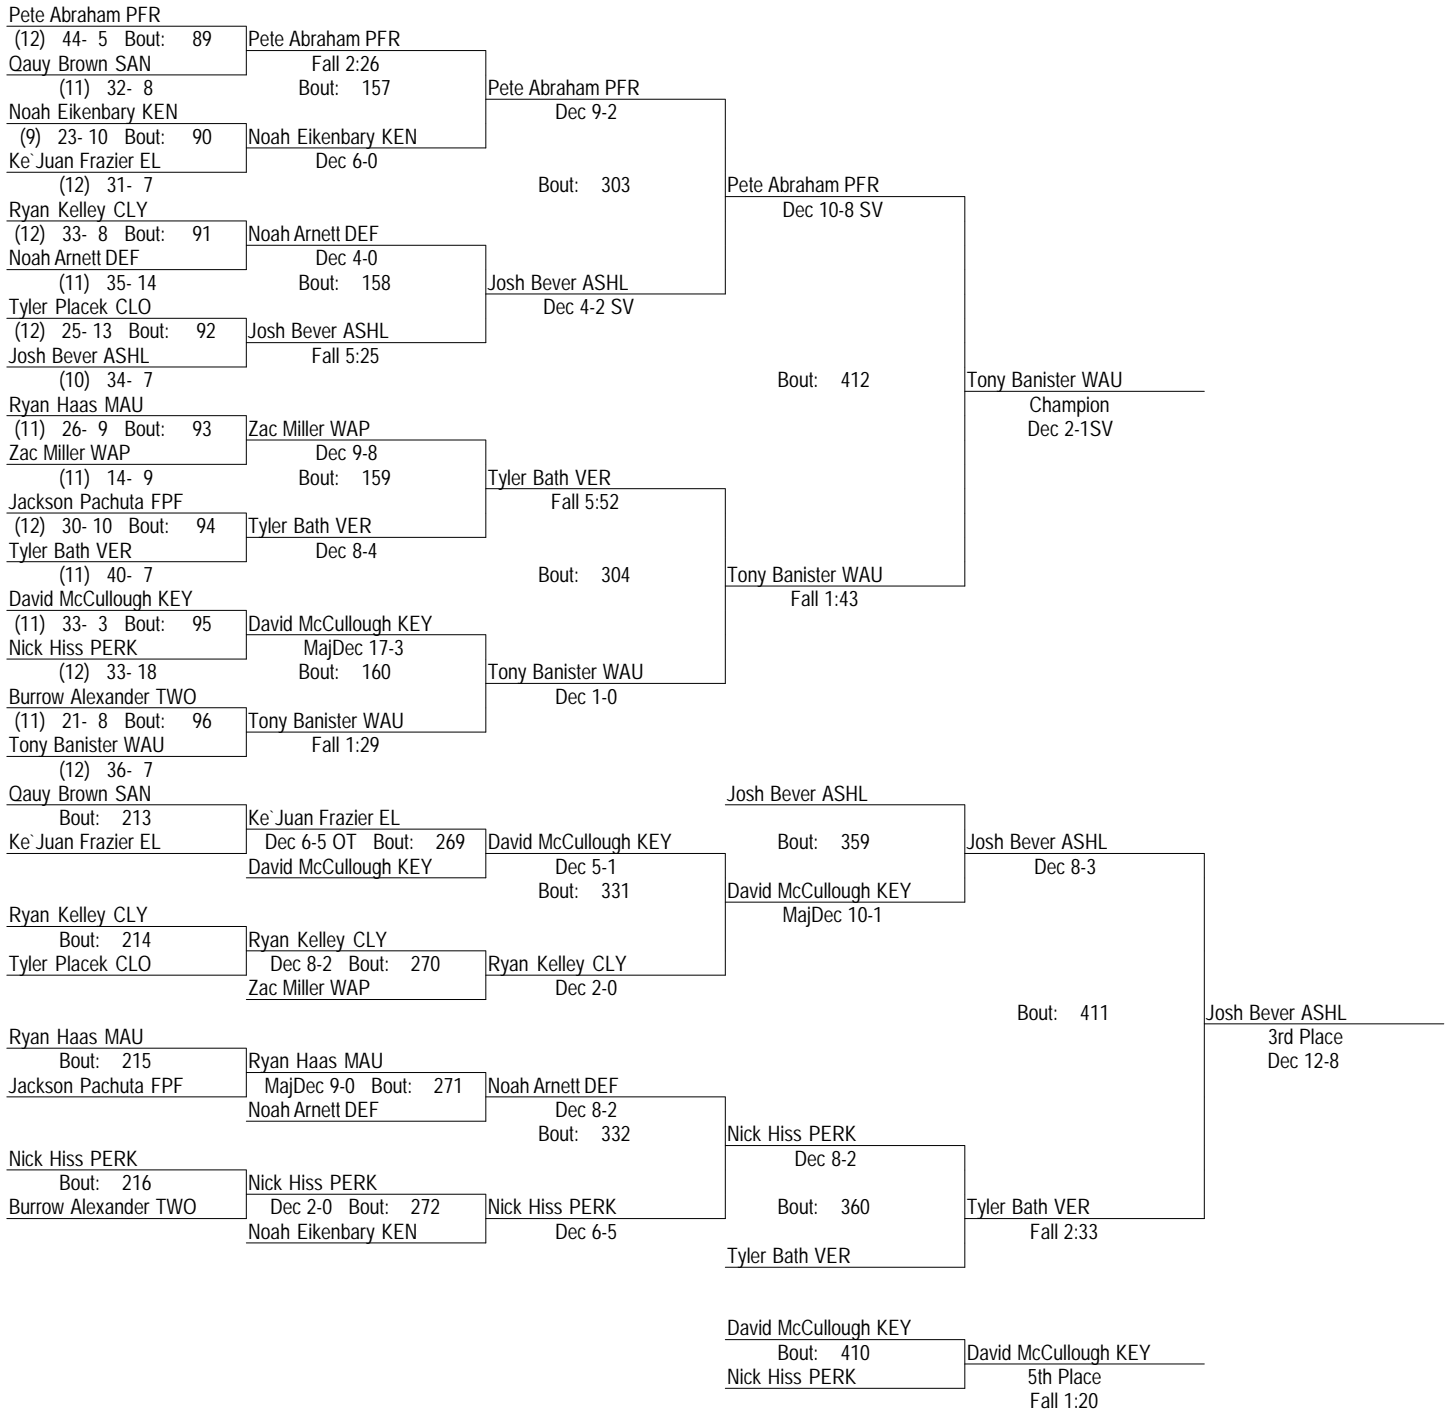 Pete Abraham PFR
(12) 44- 5 Bout: 89 Pete Abraham PFR
Qauy Brown SAN Fall 2:26
(11) 32- 8 Bout: 157 Pete Abraham PFR
Noah Eikenbary KEN Dec 9-2
(9) 23- 10 Bout: 90 Noah Eikenbary KEN
Ke`Juan Frazier EL Dec 6-0
(12) 31- 7 Bout: 303 Pete Abraham PFR
Ryan Kelley CLY Dec 10-8 SV
(12) 33- 8 Bout: 91 Noah Arnett DEF
Noah Arnett DEF Dec 4-0
(11) 35- 14 Bout: 158 Josh Bever ASHL
Tyler Placek CLO Dec 4-2 SV
(12) 25- 13 Bout: 92 Josh Bever ASHL
Josh Bever ASHL Fall 5:25
(10) 34- 7 Bout: 412 Tony Banister WAU
Ryan Haas MAU Champion
(11) 26- 9 Bout: 93 Zac Miller WAP Dec 2-1SV
Zac Miller WAP Dec 9-8
(11) 14- 9 Bout: 159 Tyler Bath VER
Jackson Pachuta FPF Fall 5:52
(12) 30- 10 Bout: 94 Tyler Bath VER
Tyler Bath VER Dec 8-4
(11) 40- 7 Bout: 304 Tony Banister WAU
David McCullough KEY Fall 1:43
(11) 33- 3 Bout: 95 David McCullough KEY
Nick Hiss PERK MajDec 17-3
(12) 33- 18 Bout: 160 Tony Banister WAU
Burrow Alexander TWO Dec 1-0
(11) 21- 8 Bout: 96 Tony Banister WAU
Tony Banister WAU Fall 1:29
(12) 36- 7
Qauy Brown SAN Josh Bever ASHL
Bout: 213 Ke`Juan Frazier EL
Ke`Juan Frazier EL Dec 6-5 OT Bout: 269 David McCullough KEY Bout: 359 Josh Bever ASHL
David McCullough KEY Dec 5-1 Dec 8-3
Bout: 331 David McCullough KEY
Ryan Kelley CLY MajDec 10-1
Bout: 214 Ryan Kelley CLY
Tyler Placek CLO Dec 8-2 Bout: 270 Ryan Kelley CLY
Zac Miller WAP Dec 2-0
Bout: 411 Josh Bever ASHL
Ryan Haas MAU 3rd Place
Bout: 215 Ryan Haas MAU Dec 12-8
Jackson Pachuta FPF MajDec 9-0 Bout: 271 Noah Arnett DEF
Noah Arnett DEF Dec 8-2
Bout: 332 Nick Hiss PERK
Nick Hiss PERK Dec 8-2
Bout: 216 Nick Hiss PERK
Burrow Alexander TWO Dec 2-0 Bout: 272 Nick Hiss PERK Bout: 360 Tyler Bath VER
Noah Eikenbary KEN Dec 6-5 Fall 2:33
Tyler Bath VER
David McCullough KEY
Bout: 410 David McCullough KEY
Nick Hiss PERK 5th Place
Fall 1:20